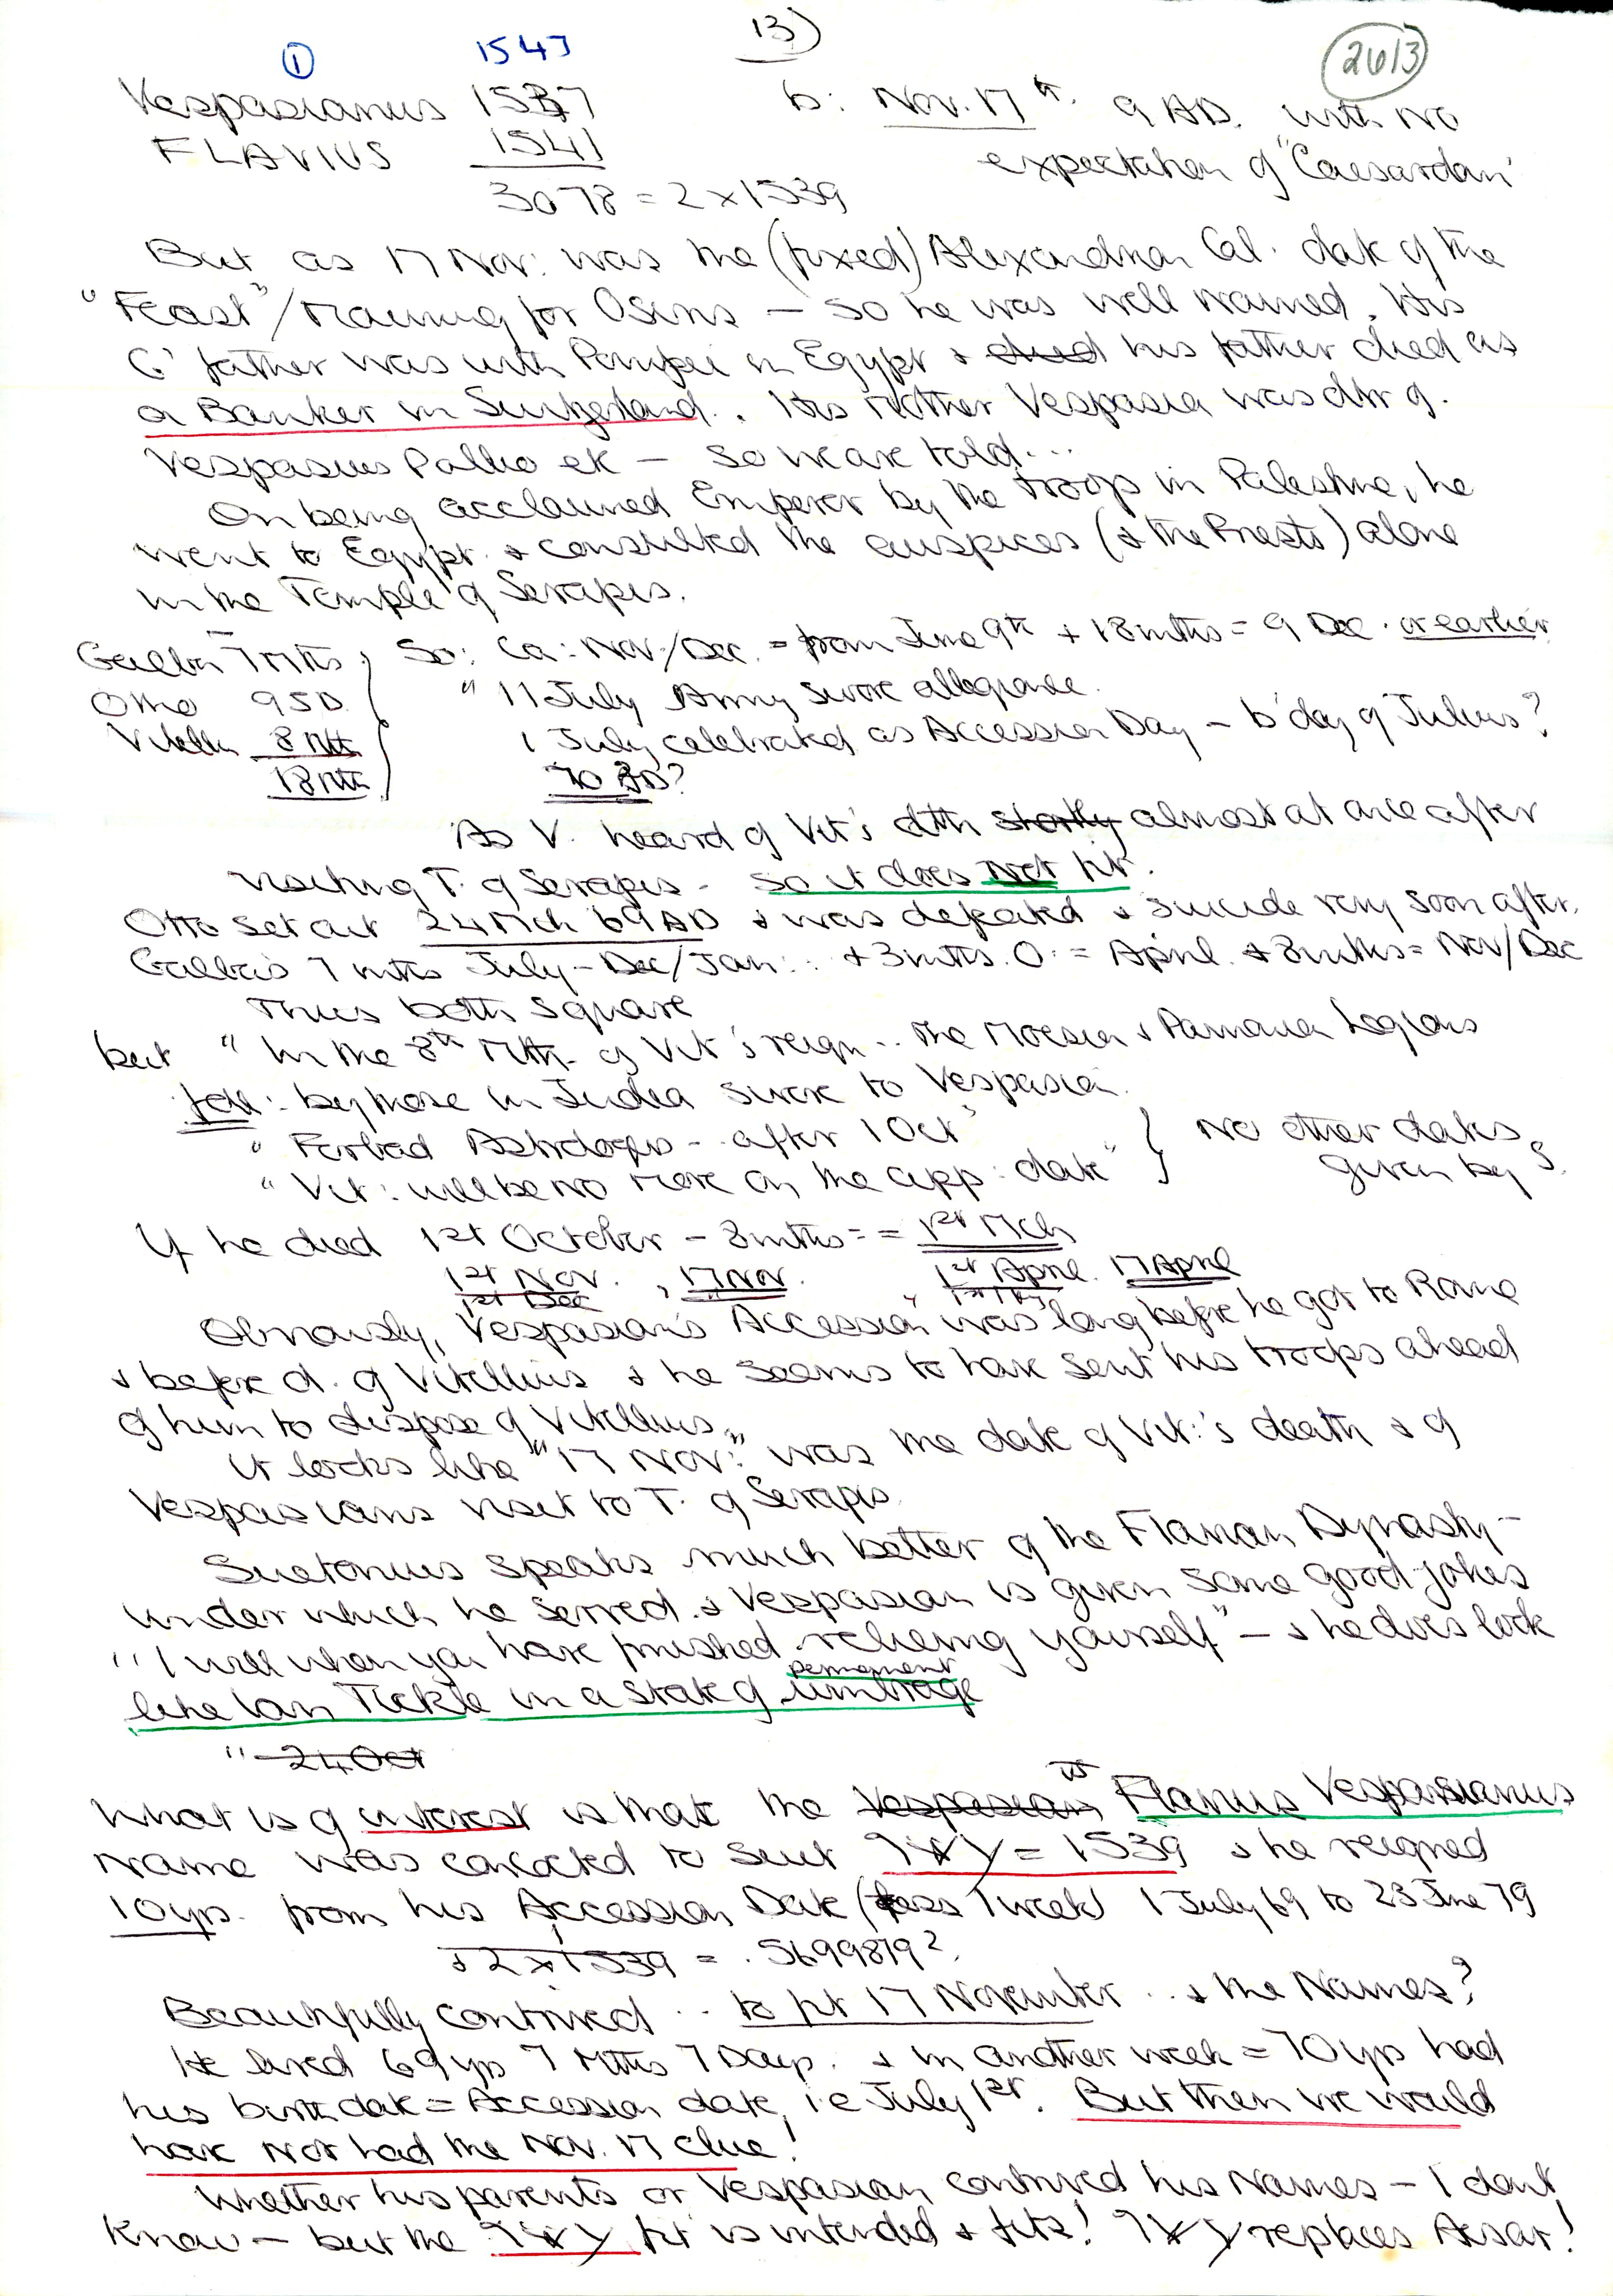 13)
① 1543 2613
Vespasianus 1537 b: Nov. 17th. 9 AD. with no
FLAVIUS 1541 expectation of "Caesardom"
3078 = 2 x 1539
But as 17 Nov: was the (fixed) Alexandrian Cal. date of the
"Feast"/Mourning for Osiris — so he was well named. His
G'father was with Pompei in Egypt & died his father died as
a Banker in Switzerland. His Mother Vespasia was dtr of.
Vespasius Pollio etc — so we are told...
On being acclaimed Emperor by the troops in Palestine, he
went to Egypt & consulted the auspices (& the Priests) alone
in the Temple of Serapis.
Galba 7 mths } So: Ca: Nov/Dec. = from June 9th + 18 mths = 9 Dec. or earlier
Otho 95D. " 11 July Army swore allegiance.
Vitell: 8 Mth 1 July celebrated as Accession Day — b'day of Julius?
18 Mth 70 AD?
As V. heard of Vit's dth shortly almost at once after
visiting T. of Serapis - so it does not fit.
Otto set out 24 Mch 69 AD & was defeated & suicide very soon after.
Galba's 7 mths July - Dec/Jan: . + 3 mths. O. = April. + 8 mths = Nov/Dec
Thus both square
but "In the 8th Mth. of Vit's reign .. the Moesia & Pannonia Legions
foll: by those in Judea swore to Vespasia.
" Forbad Astrologers - . after 1 Oct" } No other dates
" Vit: will be no more on the app: date" given by S.
If he died 1st October - 8 mths = = 1st Mch
1st Nov. , 17 Nov. " 1st April. 17 April
1st Dec
Obviously, Vespasian's "Accession" was long before he got to Rome
& before d. of Vitellius & he seems to have sent his troops ahead
of him to dispose of Vitellius.
It looks like "17 Nov:" was the date of Vit:'s death & of
Vespasians visit to T. of Serapis.
Suetonius speaks much better of the Flavian Dynasty -
under which he served. & Vespasian is given some good jokes
"I will when you have finished relieving yourself" — & he does look
like Ian Tickle in a state of permanent umbrage
" 24 Oct
What is of interest is that the Vespasian's Flavius Vespasianus
Name was concocted to suit = 1539 & he reigned
10 yrs. from his Accession Date (less 1 week) 1 July 69 to 23 June 79
& 2 x 1539 = .5699879²
Beautifully contrived .. to fit 17 November .. & the Names?
He lived 69 yrs 7 Mths 7 Days. & in another week = 70 yrs had
his birth date = Accession date, i.e July 1st. But then we would
have not had the Nov. 17 clue!
Whether his parents or Vespasian contrived his Names — I dont
know — but the fit is intended & fits! replaces Aesar!